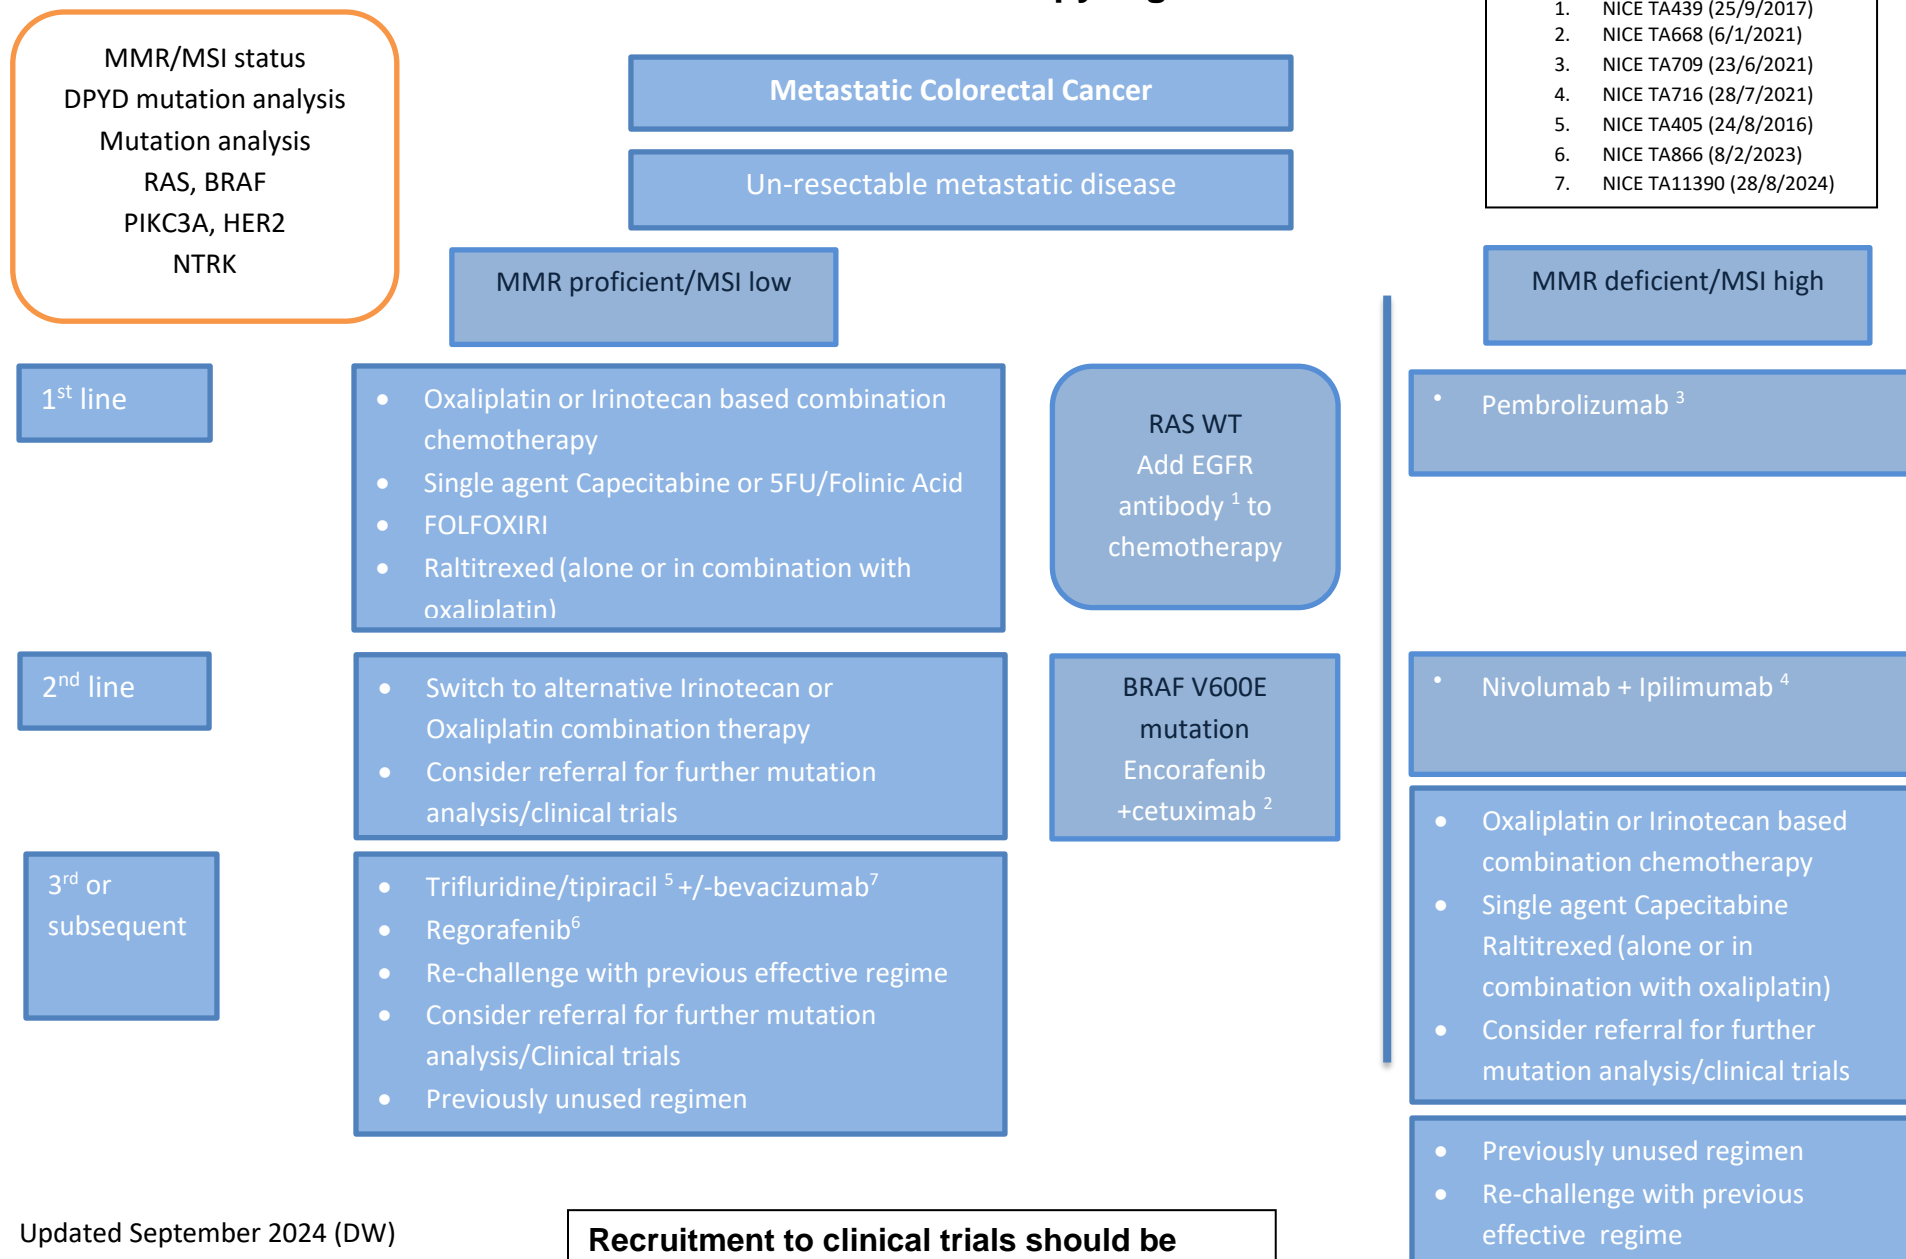 MMR/MSI status
DPYD mutation analysis
Mutation analysis
RAS, BRAF
PIKC3A, HER2
NTRK
Metastatic Colorectal Cancer
Un-resectable metastatic disease
1. NICE TA439 (25/9/2017)
2. NICE TA668 (6/1/2021)
3. NICE TA709 (23/6/2021)
4. NICE TA716 (28/7/2021)
5. NICE TA405 (24/8/2016)
6. NICE TA866 (8/2/2023)
7. NICE TA11390 (28/8/2024)
MMR proficient/MSI low
MMR deficient/MSI high
1st line
• Oxaliplatin or Irinotecan based combination
chemotherapy
• Single agent Capecitabine or 5FU/Folinic Acid
• FOLFOXIRI
• Raltitrexed (alone or in combination with
oxaliplatin)
RAS WT
Add EGFR
antibody 1 to
chemotherapy
• Pembrolizumab 3
2nd line
• Switch to alternative Irinotecan or
Oxaliplatin combination therapy
• Consider referral for further mutation
analysis/clinical trials
BRAF V600E
mutation
Encorafenib
+cetuximab 2
• Nivolumab + Ipilimumab 4
3rd or
subsequent
• Trifluridine/tipiracil 5 +/-bevacizumab7
• Regorafenib6
• Re-challenge with previous effective regime
• Consider referral for further mutation
analysis/Clinical trials
• Previously unused regimen
• Oxaliplatin or Irinotecan based
combination chemotherapy
• Single agent Capecitabine
Raltitrexed (alone or in
combination with oxaliplatin)
• Consider referral for further
mutation analysis/clinical trials
• Previously unused regimen
• Re-challenge with previous
effective regime
Updated September 2024 (DW)
Recruitment to clinical trials should be